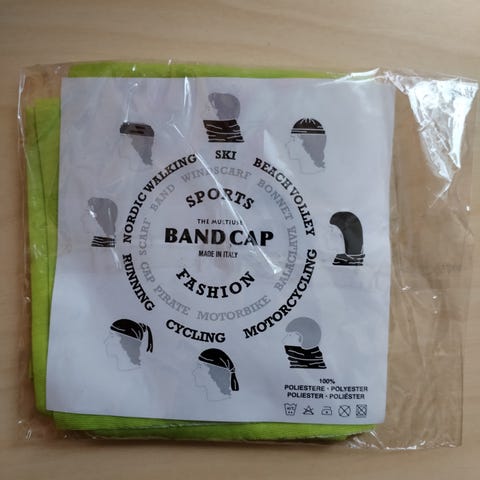 NORDIC WALKING
SKI
BEACH VOLLEY
MOTORCYCLING
CYCLING
RUNNING
SCARF BAND WINDSCARF BONNET
BALACLAVA
MOTORBIKE
CAP PIRATE
SPORTS
THE MULTIUSE
BAND CAP
MADE IN ITALY
FASHION
100%
POLIESTERE - POLYESTER
POLIESTER - POLIÉSTER